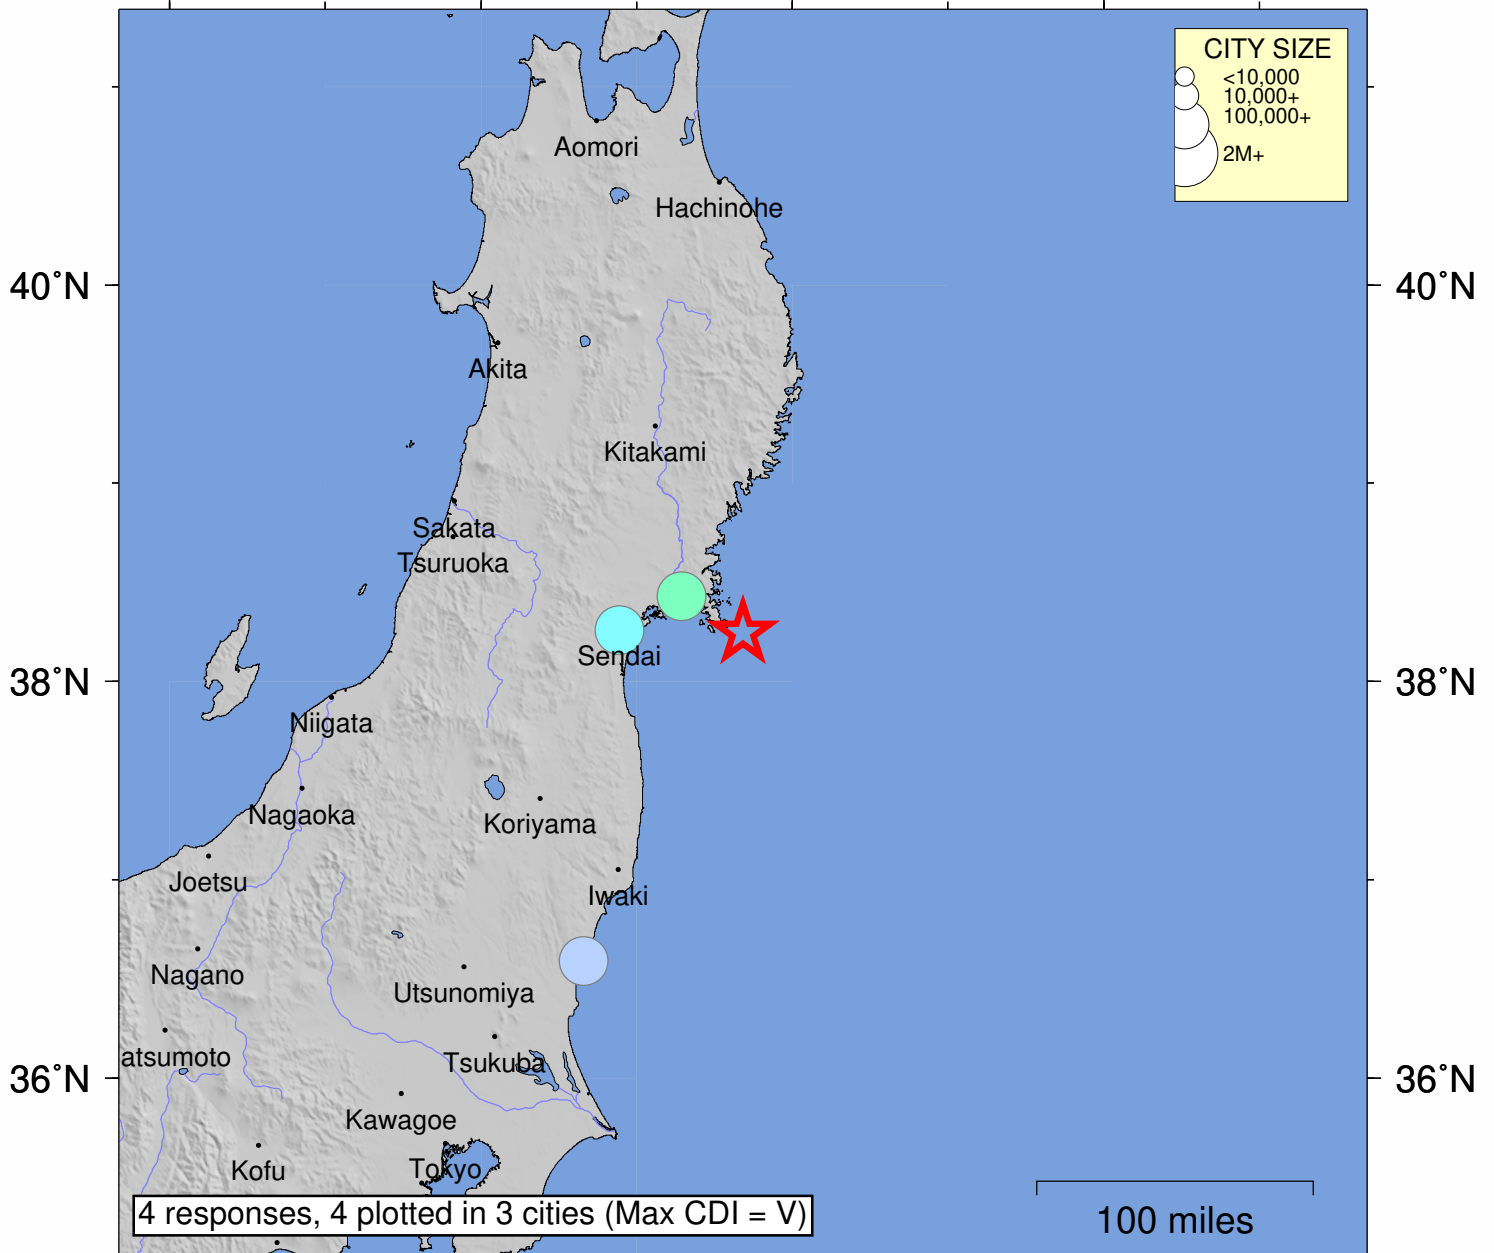 CITY SIZE
<10,000
10,000+
100,000+
2M+
Aomori
Hachinohe
40°N
40°N
Akita
Kitakami
Sakata
Tsuruoka
Sendai
38°N
38°N
Niigata
Nagaoka
Koriyama
Joetsu
Iwaki
Nagano
Utsunomiya
atsumoto
Tsukuba
36°N
36°N
Kawagoe
Kofu
Tokyo
4 responses, 4 plotted in 3 cities (Max CDI = V)
100 miles